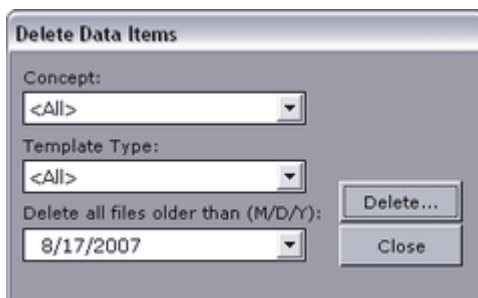 Delete Data Items
Concept:
<All>
Template Type:
<All>
Delete all files older than (M/D/Y):
8/17/2007
Delete...
Close